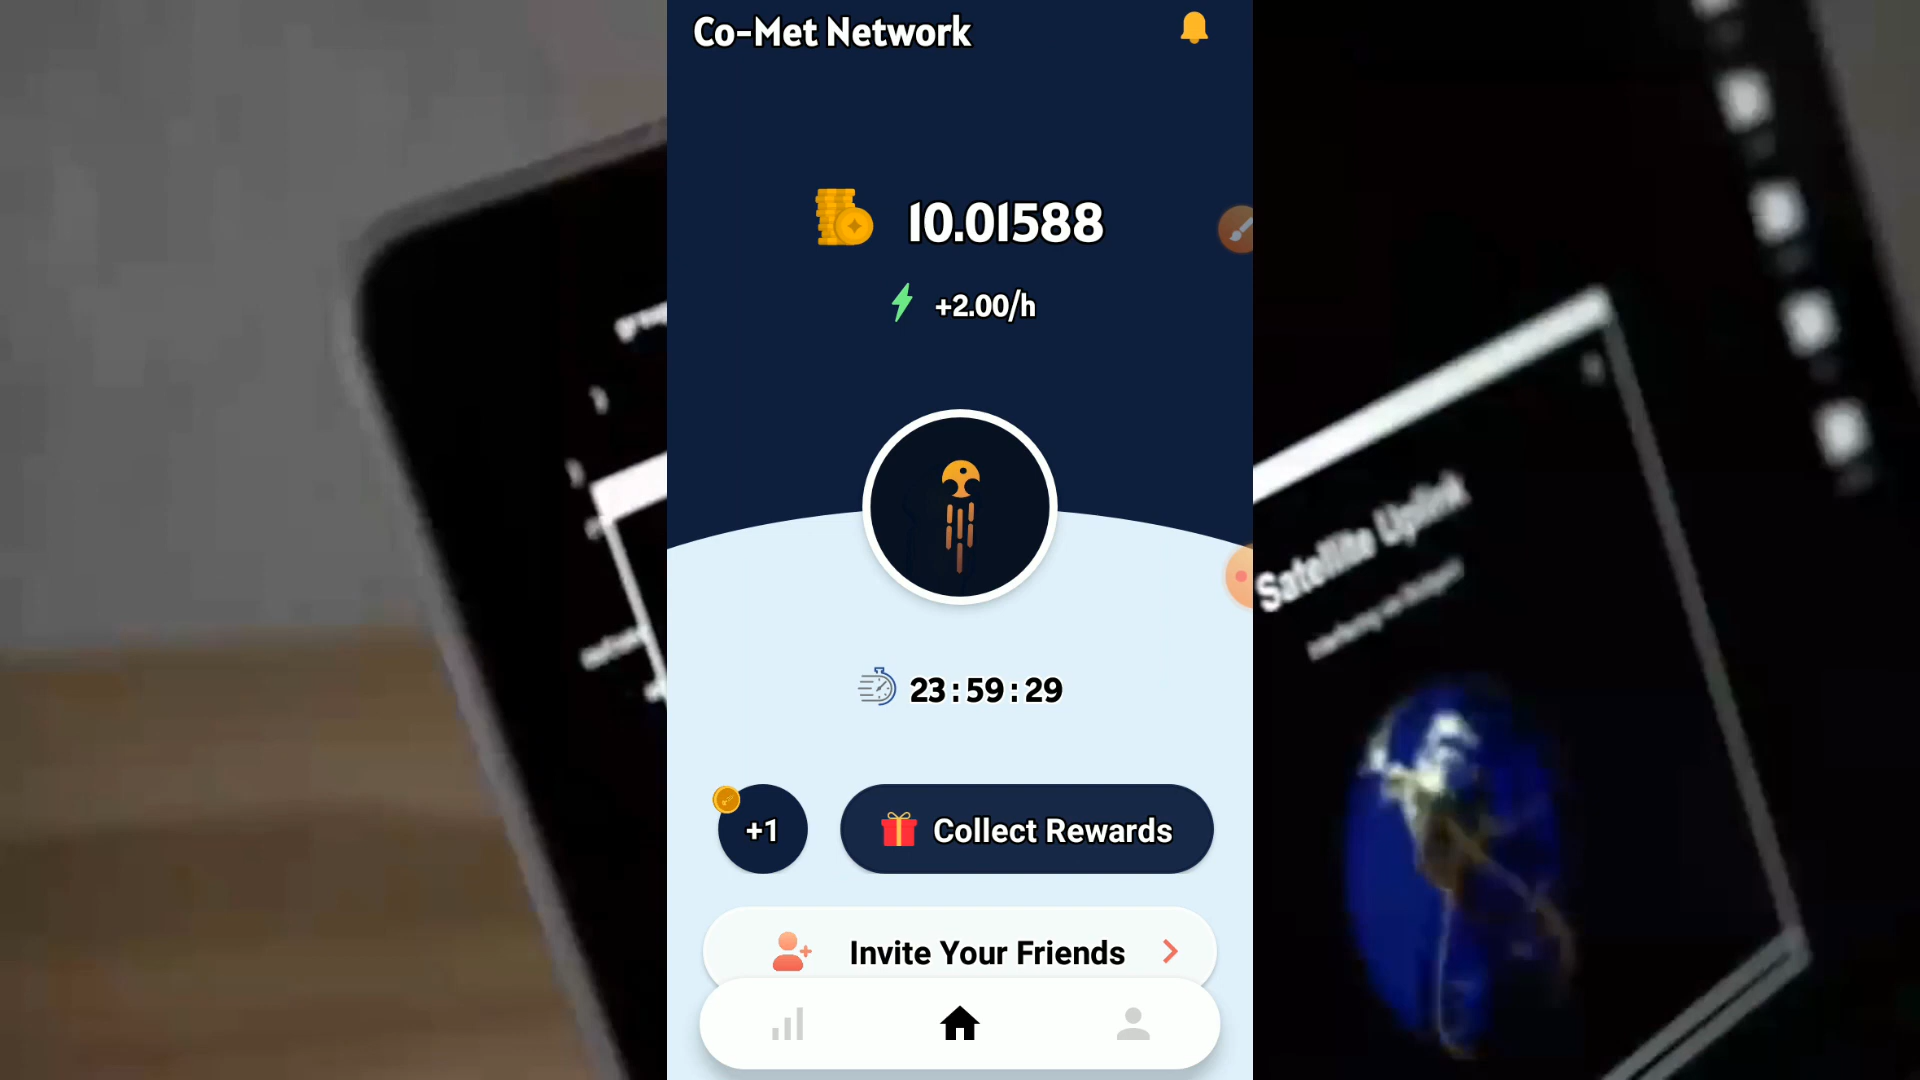 Co-Met Network
10.01588
+2.00/h
23:59:29
+1
Collect Rewards
Invite Your Friends
Satellite Uplink